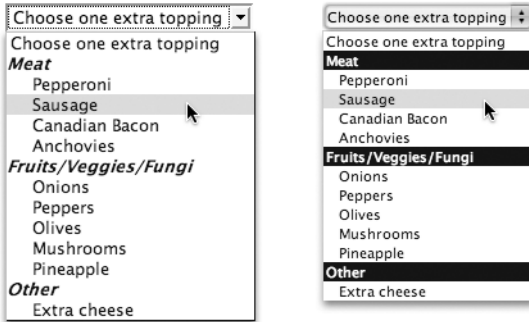 Choose one extra topping
Choose one extra topping
Meat
Pepperoni
Sausage
Canadian Bacon
Anchovies
Fruits/Veggies/Fungi
Onions
Peppers
Olives
Mushrooms
Pineapple
Other
Extra cheese
Choose one extra topping
Choose one extra topping
Meat
Pepperoni
Sausage
Canadian Bacon
Anchovies
Fruits/Veggies/Fungi
Onions
Peppers
Olives
Mushrooms
Pineapple
Other
Extra cheese